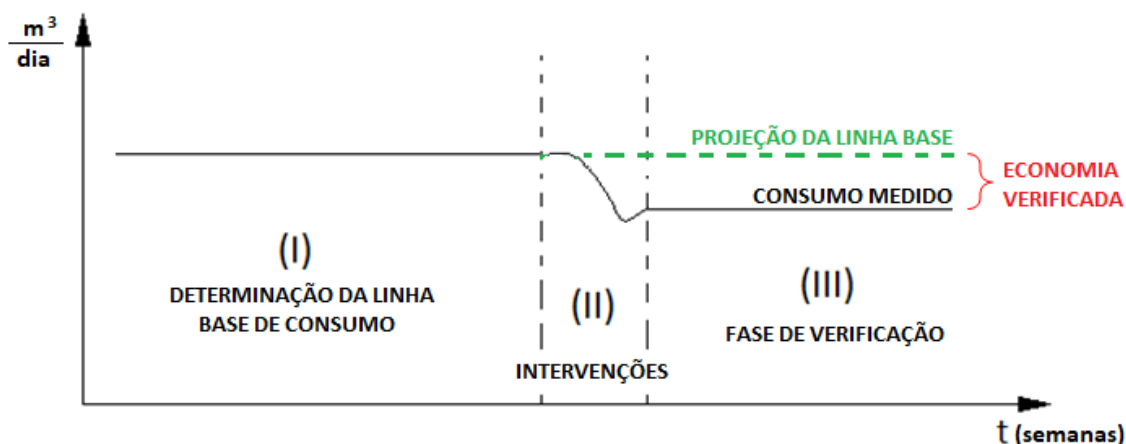 m³
dia
PROJEÇÃO DA LINHA BASE
ECONOMIA
VERIFICADA
CONSUMO MEDIDO
(I)
DETERMINAÇÃO DA LINHA
BASE DE CONSUMO
(II)
INTERVENÇÕES
(III)
FASE DE VERIFICAÇÃO
t (semanas)